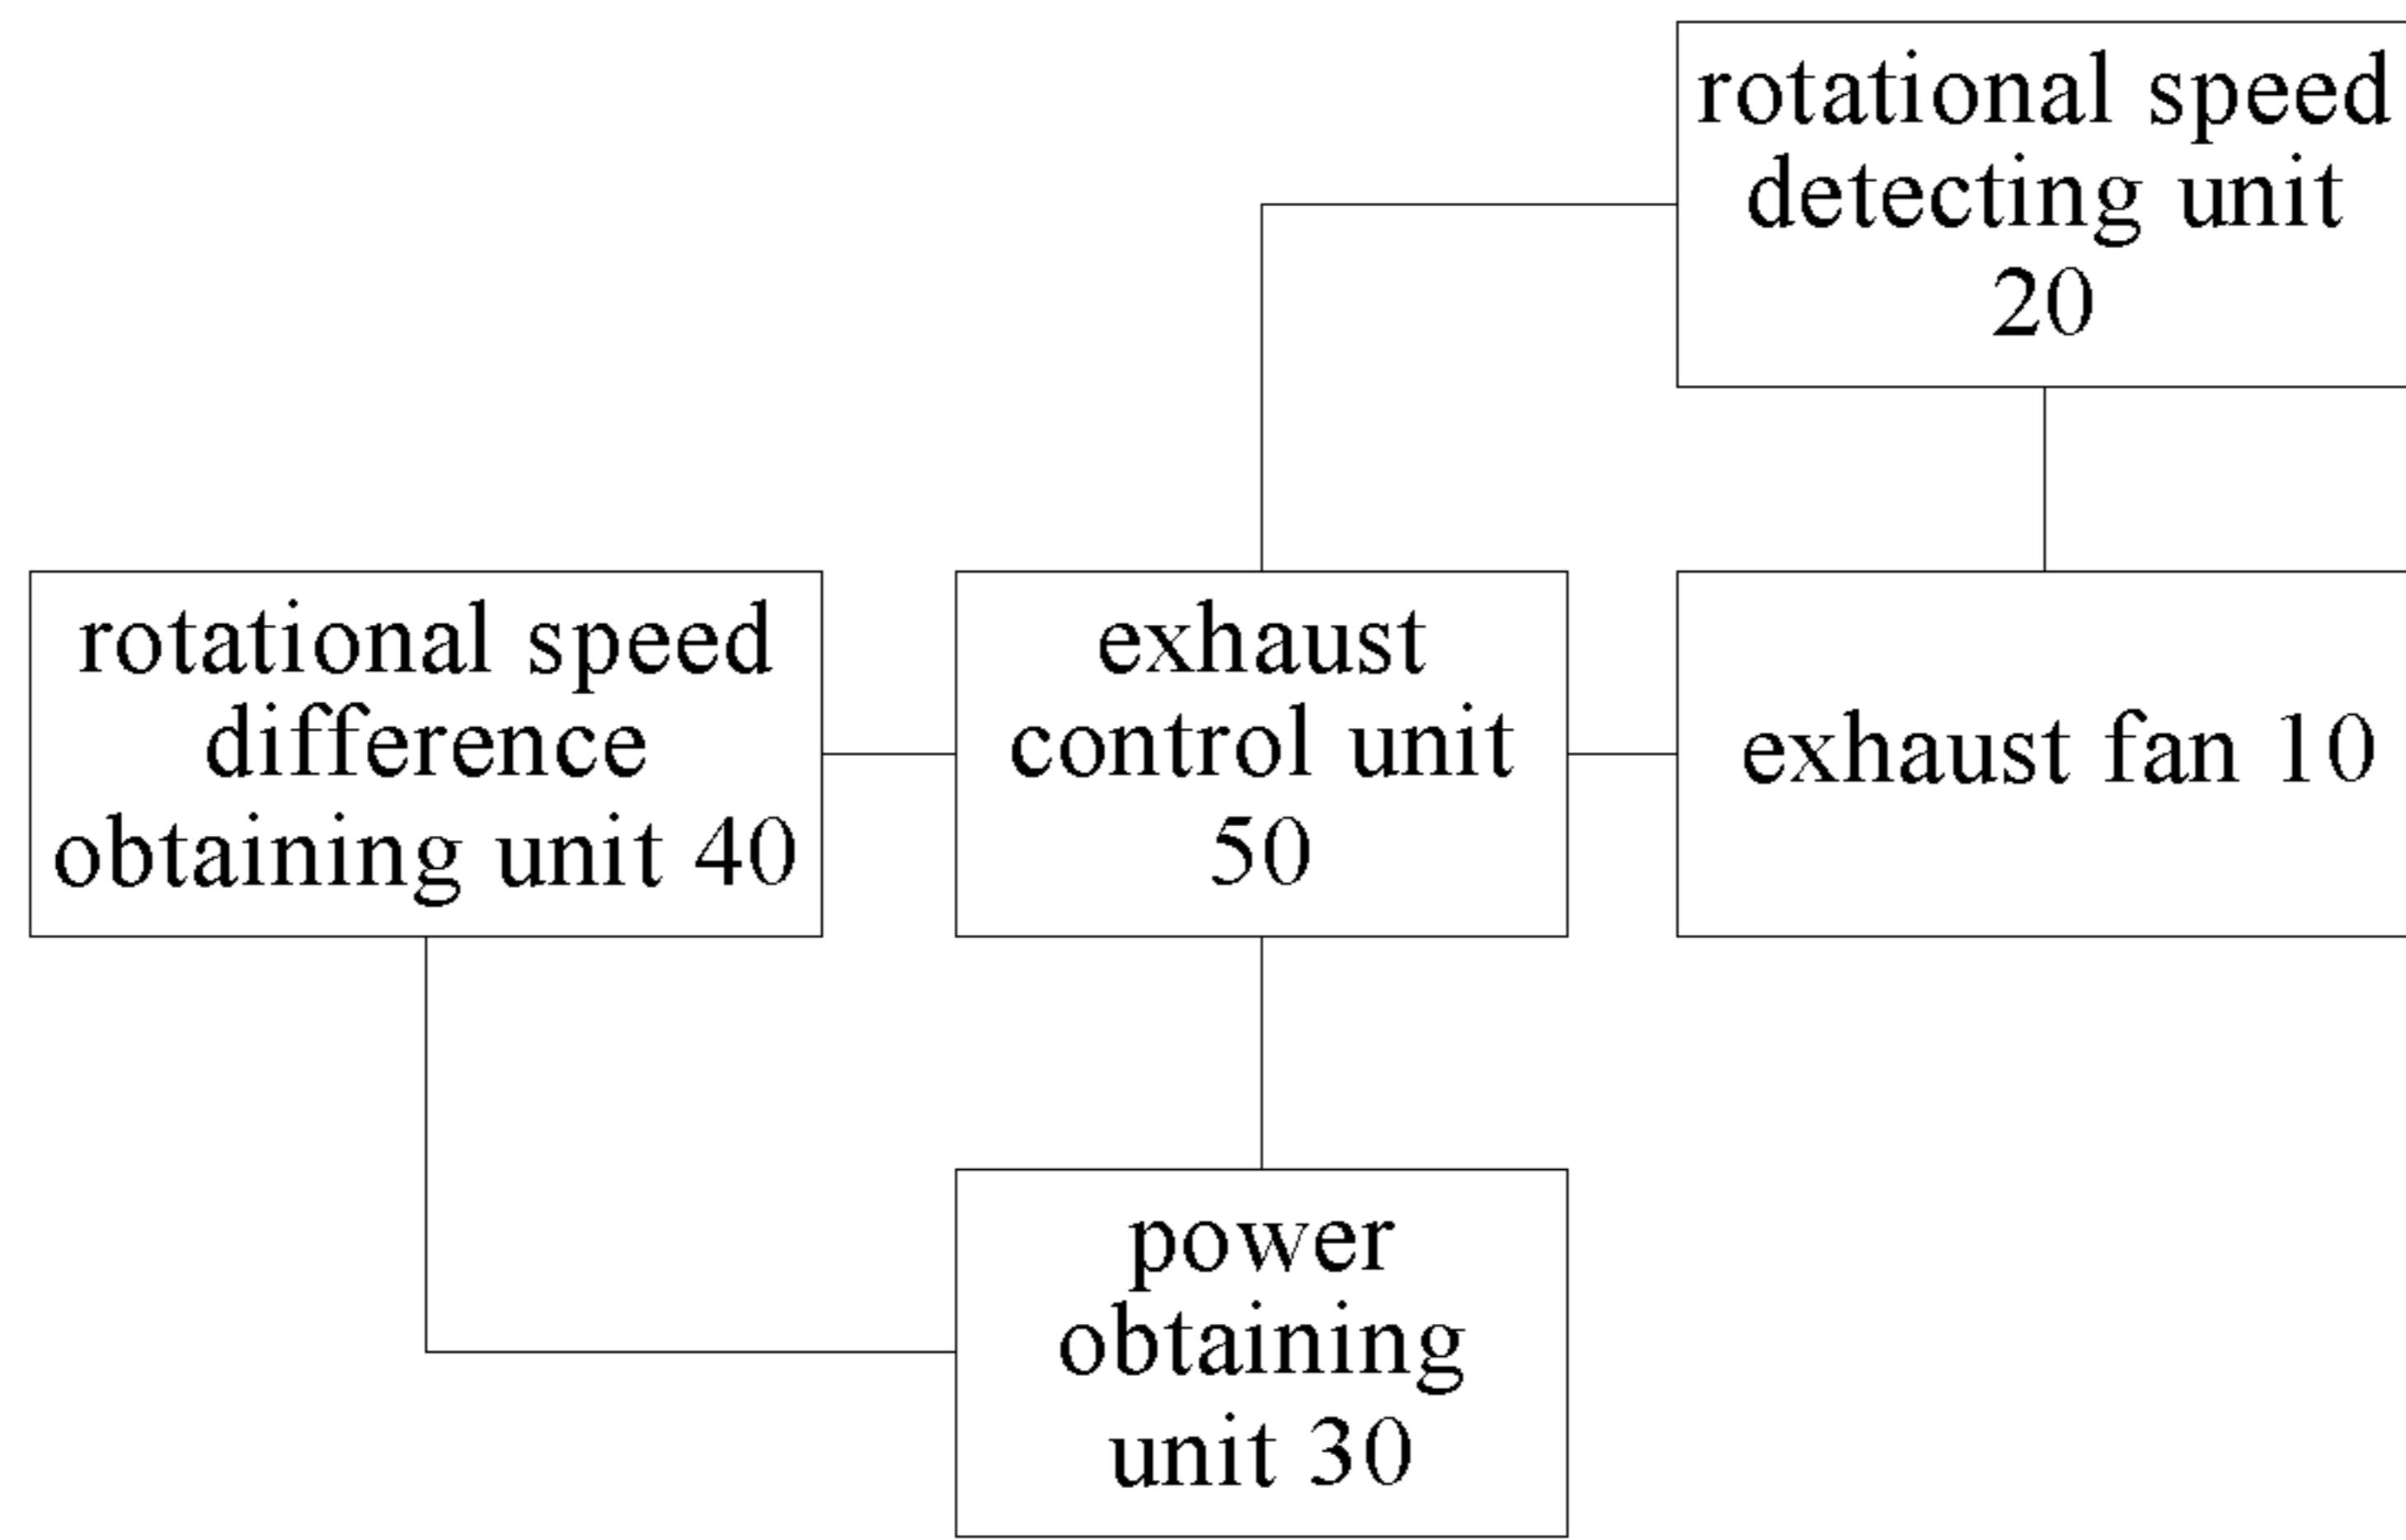 rotational speed
detecting unit
20
rotational speed
difference
obtaining unit 40
exhaust
control unit
50
exhaust fan 10
power
obtaining
unit 30